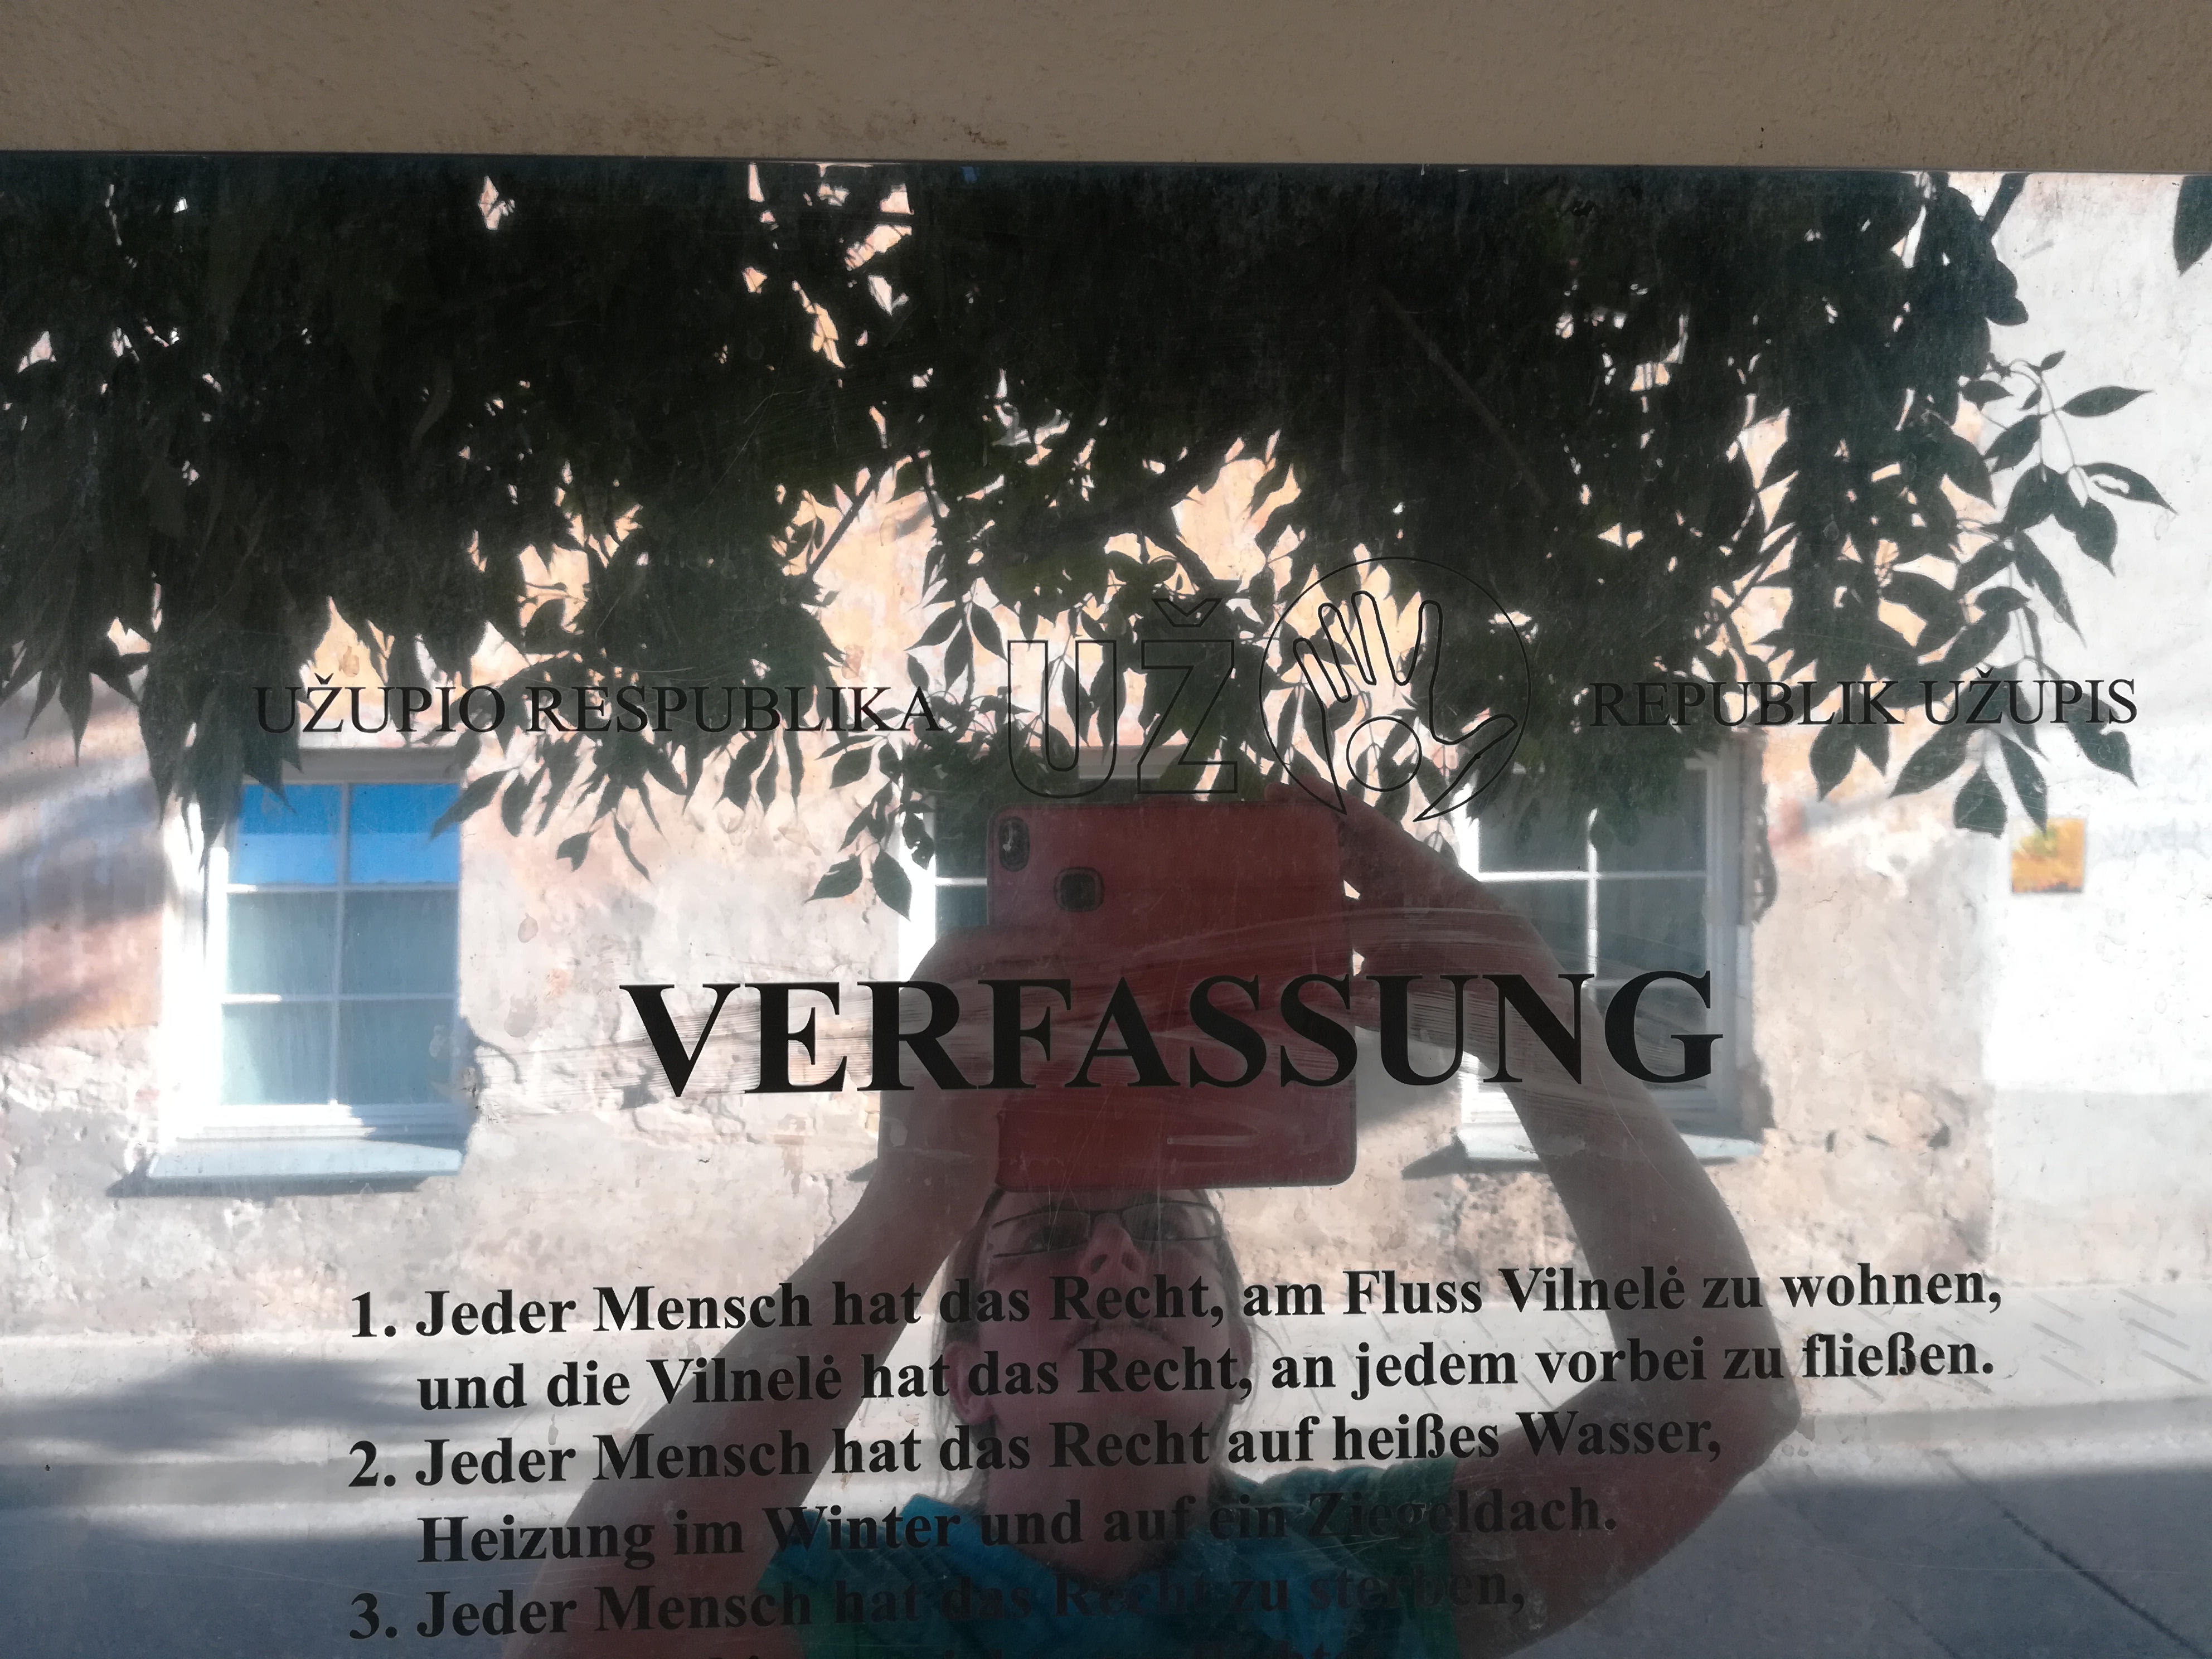 UŽUPIO RESPUBLIKA UŽ REPUBLIK UŽUPIS
VERFASSUNG
1. Jeder Mensch hat das Recht, am Fluss Vilnelė zu wohnen,
und die Vilnelė hat das Recht, an jedem vorbei zu fließen.
2. Jeder Mensch hat das Recht auf heißes Wasser,
Heizung im Winter und auf ein Ziegeldach.
3. Jeder Mensch hat das Recht zu sterben,